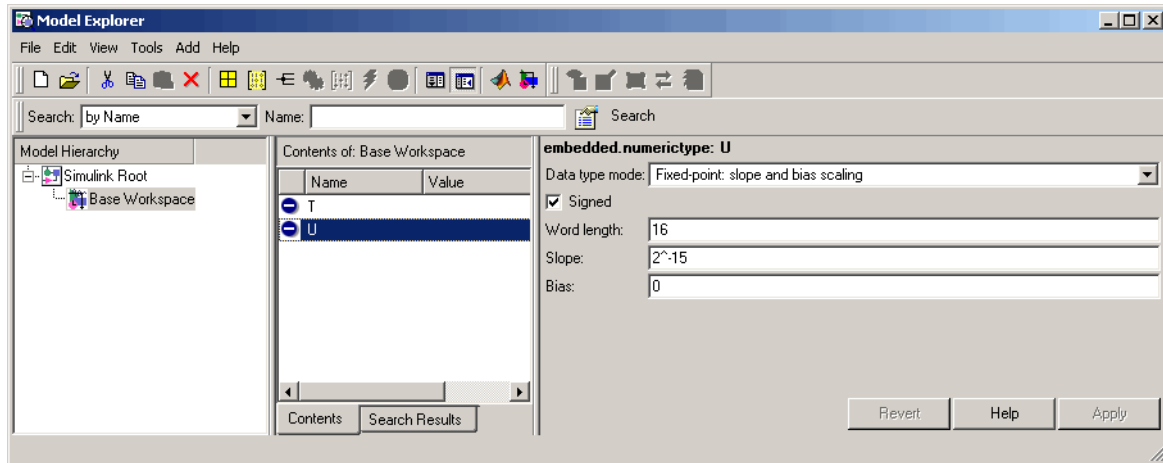 Model Explorer
File Edit View Tools Add Help
Search: by Name Name: Search
Model Hierarchy
Simulink Root
Base Workspace
Contents of: Base Workspace
Name Value
T
U
Contents Search Results
embedded.numerictype: U
Data type mode: Fixed-point: slope and bias scaling
Signed
Word length: 16
Slope: 2^-15
Bias: 0
Revert Help Apply